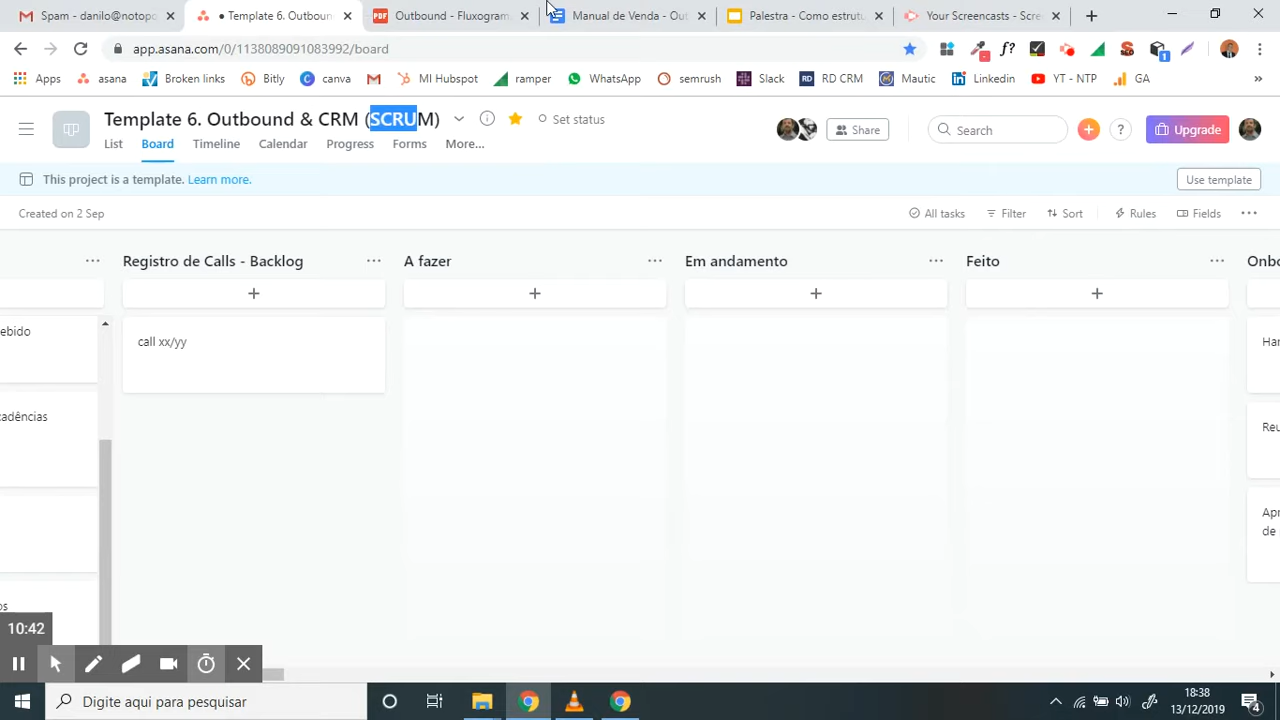 Spam - danilo@notopo
• Template 6. Outboun
Outbound - Fluxogram
Manual de Venda - Out
Palestra - Como estrutu
Your Screencasts - Scre
app.asana.com/0/1138089091083992/board
Apps
asana
Broken links
Bitly
canva
MI Hubspot
ramper
WhatsApp
semrush
Slack
RD CRM
Mautic
Linkedin
YT - NTP
GA
»
Template 6. Outbound & CRM (SCRUM)
Set status
Share
Search
Upgrade
List
Board
Timeline
Calendar
Progress
Forms
More...
This project is a template. Learn more.
Use template
Created on 2 Sep
All tasks
Filter
Sort
Rules
Fields
Registro de Calls - Backlog
A fazer
Em andamento
Feito
Onbo
ebido
call xx/yy
Har
cadências
Reu
Apr
de
os
10:42
Digite aqui para pesquisar
18:38
13/12/2019
4